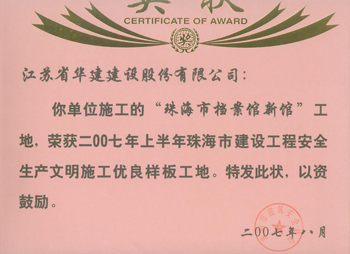 奖状
CERTIFICATE OF AWARD
奖
江苏省华建建设股份有限公司：
你单位施工的“珠海市档案馆新馆”工
地，荣获二00七年上半年珠海市建设工程安全
生产文明施工优良样板工地。特发此状，以资
鼓励。
二00七年八月